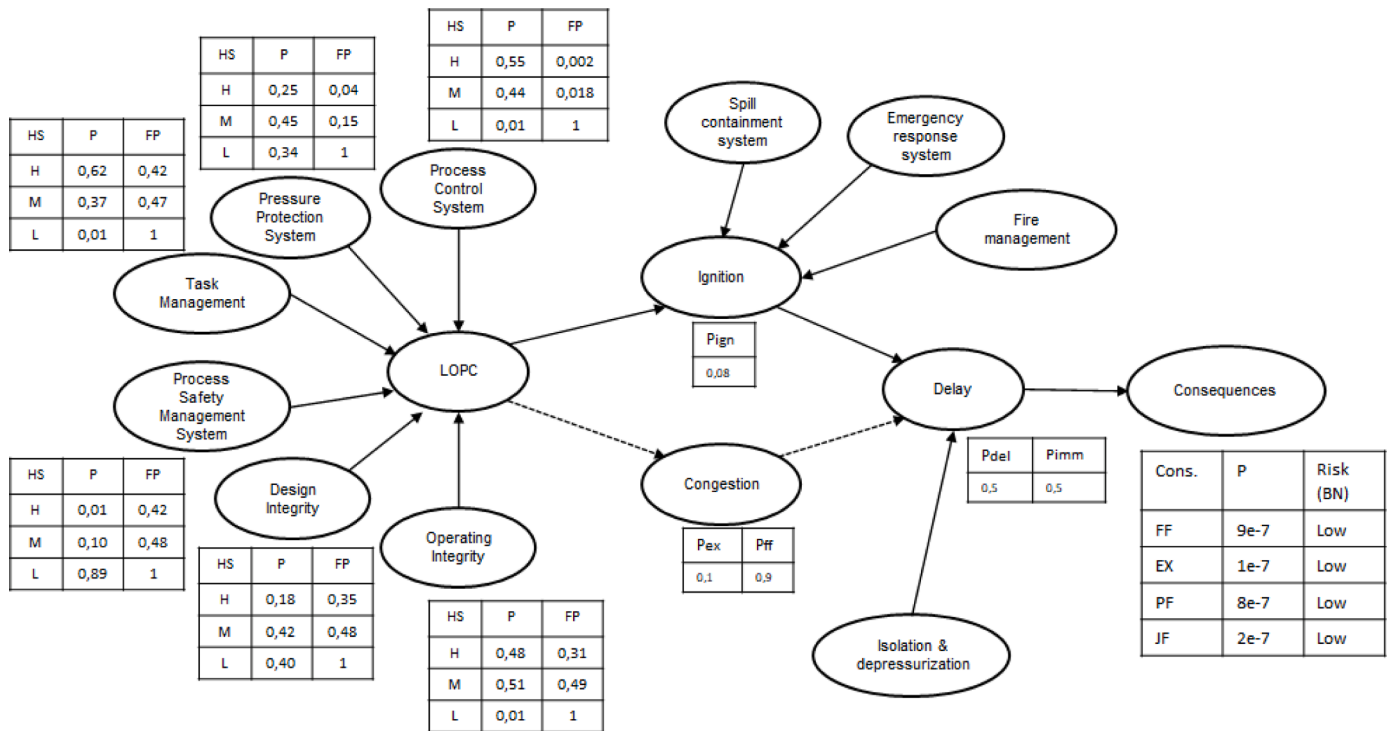 HS P FP
H 0,55 0,002
M 0,44 0,018
L 0,01 1
HS P FP
H 0,25 0,04
M 0,45 0,15
L 0,34 1
HS P FP
H 0,62 0,42
M 0,37 0,47
L 0,01 1
Process
Control
System
Pressure
Protection
System
Task
Management
Process
Safety
Management
System
LOPC
Design
Integrity
Operating
Integrity
HS P FP
H 0,01 0,42
M 0,10 0,48
L 0,89 1
HS P FP
H 0,18 0,35
M 0,42 0,48
L 0,40 1
HS P FP
H 0,48 0,31
M 0,51 0,49
L 0,01 1
Spill
containment
system
Emergency
response
system
Fire
management
Ignition
Pign
0,08
Congestion
Pex Pff
0,1 0,9
Delay
Pdel Pimm
0,5 0,5
Isolation &
depressurization
Consequences
Cons. P Risk
(BN)
FF 9e-7 Low
EX 1e-7 Low
PF 8e-7 Low
JF 2e-7 Low